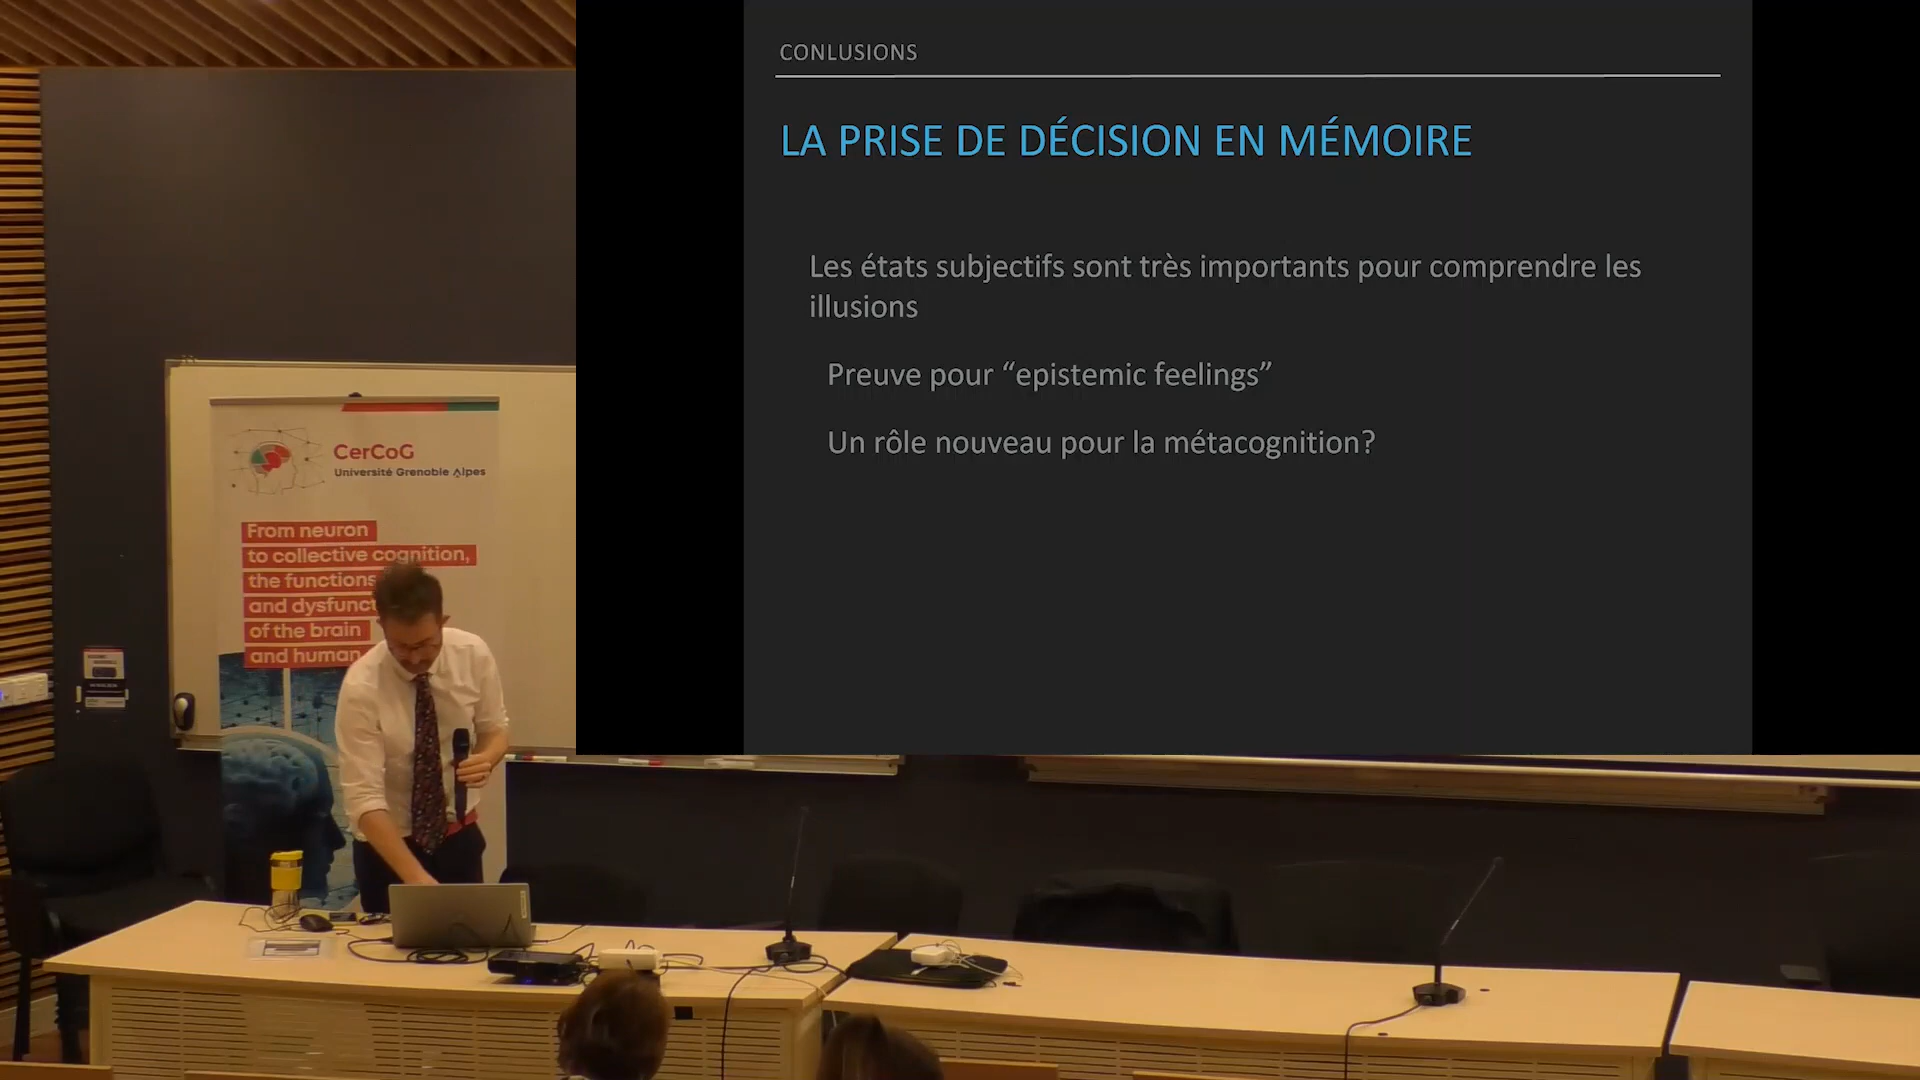 CONLUSIONS
LA PRISE DE DÉCISION EN MÉMOIRE
Les états subjectifs sont très importants pour comprendre les
illusions
Preuve pour “epistemic feelings”
Un rôle nouveau pour la métacognition?
CerCoG
Université Grenoble Alpes
From neuron
to collective cognition,
the functions
and dysfunct
of the brain
and human